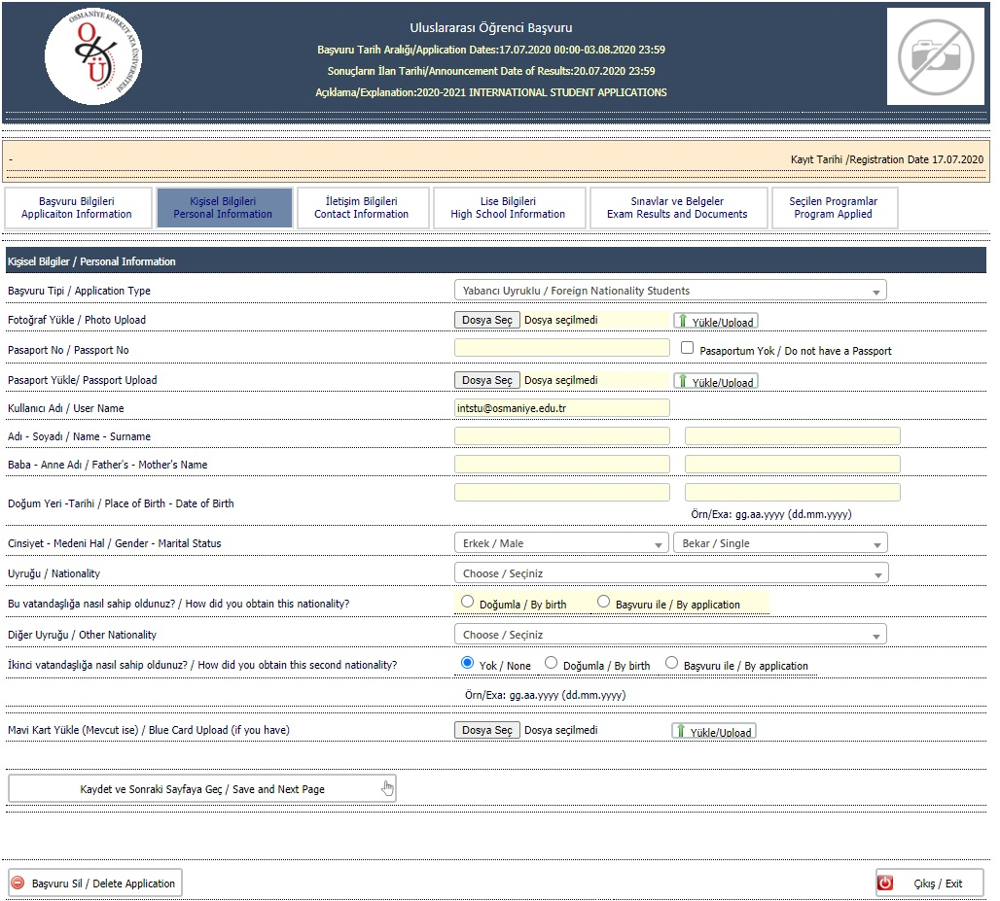 OSMANİYE KORKUT ATA ÜNİVERSİTESİ
OKÜ
Uluslararası Öğrenci Başvuru
Başvuru Tarih Aralığı/Application Dates:17.07.2020 00:00-03.08.2020 23:59
Sonuçların İlan Tarihi/Announcement Date of Results:20.07.2020 23:59
Açıklama/Explanation:2020-2021 INTERNATIONAL STUDENT APPLICATIONS
-
Kayıt Tarihi /Registration Date 17.07.2020
Başvuru Bilgileri
Applicaiton Information
Kişisel Bilgileri
Personal Information
İletişim Bilgileri
Contact Information
Lise Bilgileri
High School Information
Sınavlar ve Belgeler
Exam Results and Documents
Seçilen Programlar
Program Applied
Kişisel Bilgiler / Personal Information
Başvuru Tipi / Application Type
Yabancı Uyruklu / Foreign Nationality Students
Fotoğraf Yükle / Photo Upload
Dosya Seç Dosya seçilmedi
Yükle/Upload
Pasaport No / Passport No
Pasaportum Yok / Do not have a Passport
Pasaport Yükle/ Passport Upload
Dosya Seç Dosya seçilmedi
Yükle/Upload
Kullanıcı Adı / User Name
intstu@osmaniye.edu.tr
Adı - Soyadı / Name - Surname
Baba - Anne Adı / Father's - Mother's Name
Doğum Yeri -Tarihi / Place of Birth - Date of Birth
Örn/Exa: gg.aa.yyyy (dd.mm.yyyy)
Cinsiyet - Medeni Hal / Gender - Marital Status
Erkek / Male
Bekar / Single
Uyruğu / Nationality
Choose / Seçiniz
Bu vatandaşlığa nasıl sahip oldunuz? / How did you obtain this nationality?
Doğumla / By birth
Başvuru ile / By application
Diğer Uyruğu / Other Nationality
Choose / Seçiniz
İkinci vatandaşlığa nasıl sahip oldunuz? / How did you obtain this second nationality?
Yok / None
Doğumla / By birth
Başvuru ile / By application
Örn/Exa: gg.aa.yyyy (dd.mm.yyyy)
Mavi Kart Yükle (Mevcut ise) / Blue Card Upload (if you have)
Dosya Seç Dosya seçilmedi
Yükle/Upload
Kaydet ve Sonraki Sayfaya Geç / Save and Next Page
Başvuru Sil / Delete Application
Çıkış / Exit